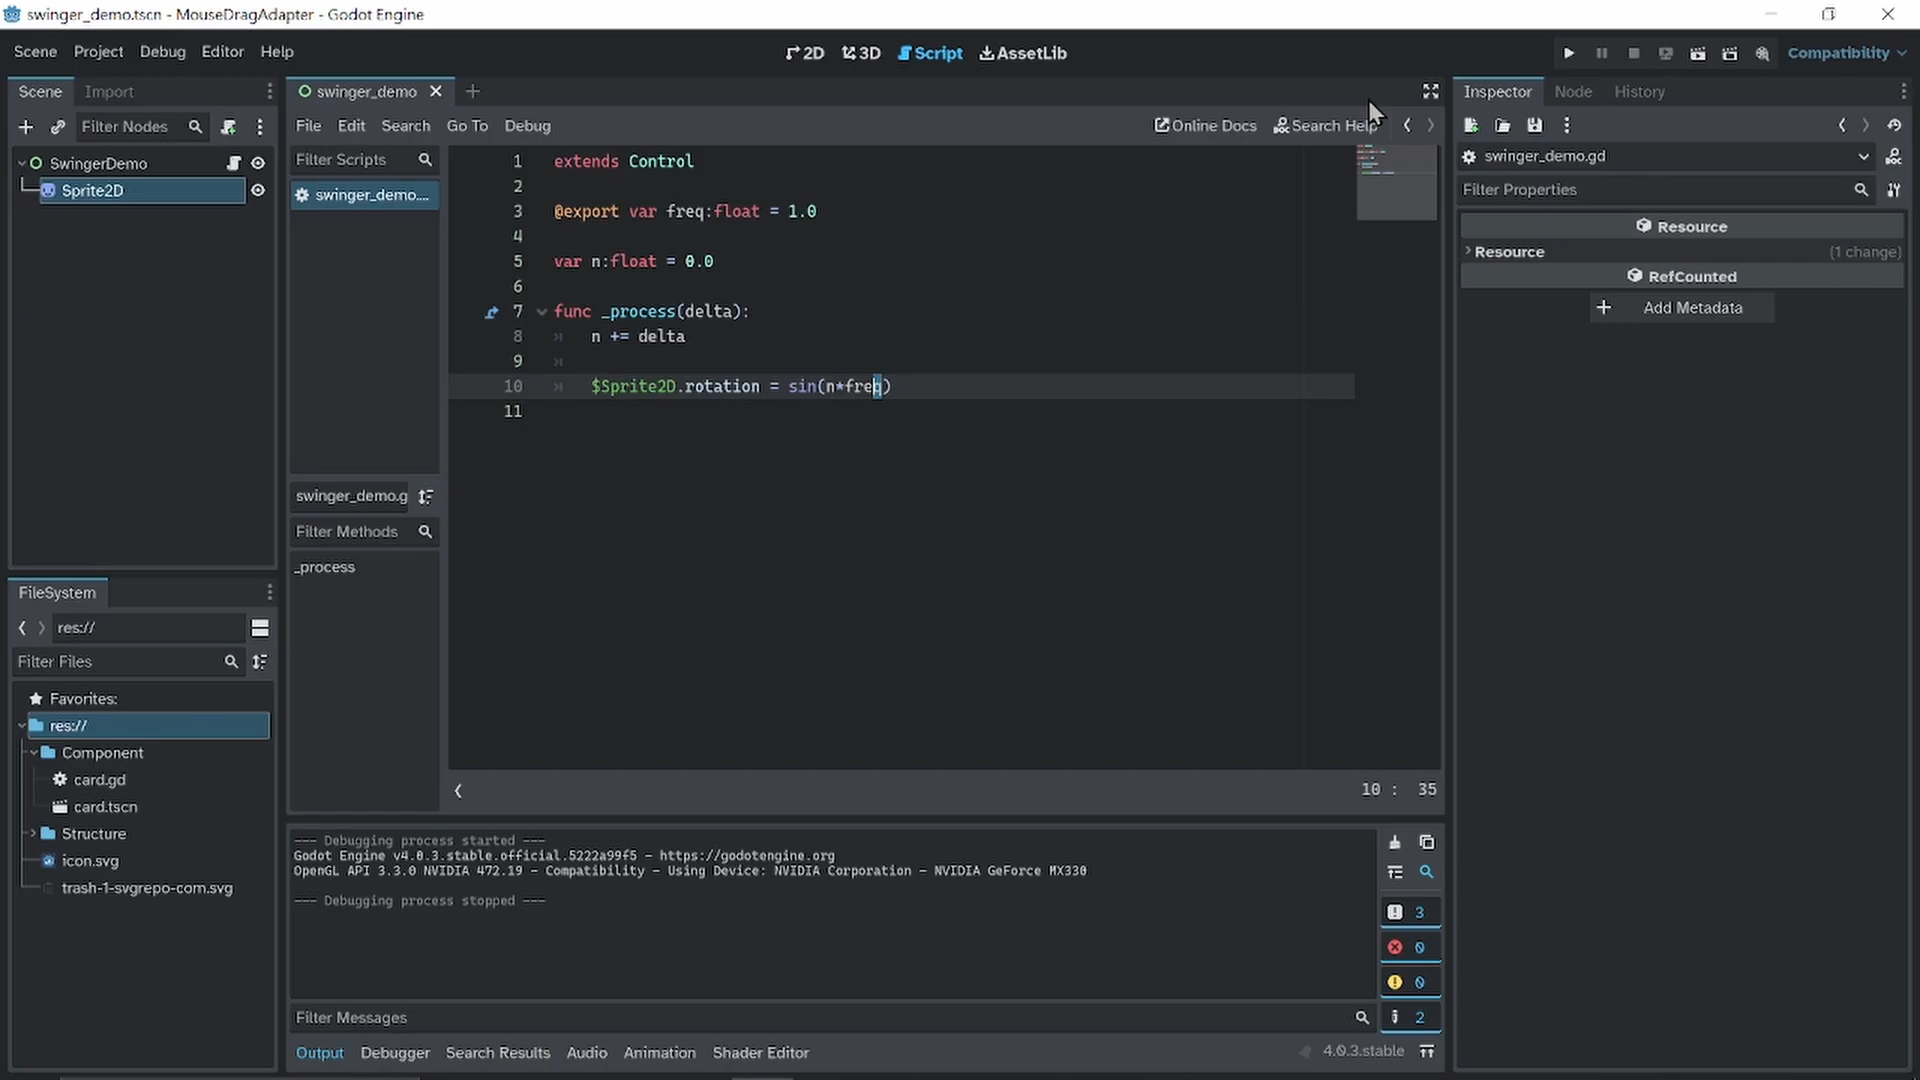 swinger_demo.tscn - MouseDragAdapter - Godot Engine
Scene Project Debug Editor Help
2D 3D Script AssetLib
Compatibility
Scene Import
swinger_demo
Inspector Node History
Filter Nodes
File Edit Search Go To Debug
Online Docs Search Help
SwingerDemo
Sprite2D
Filter Scripts
swinger_demo....
1 extends Control
2
3 @export var freq:float = 1.0
4
5 var n:float = 0.0
6
7 func _process(delta):
8 n += delta
9
10 $Sprite2D.rotation = sin(n*freq)
11
swinger_demo.g
Filter Methods
_process
10 : 35
swinger_demo.gd
Filter Properties
Resource
Resource (1 change)
RefCounted
Add Metadata
FileSystem
res://
Filter Files
Favorites:
res://
Component
card.gd
card.tscn
Structure
icon.svg
trash-1-svgrepo-com.svg
--- Debugging process started ---
Godot Engine v4.0.3.stable.official.5222a99f5 - https://godotengine.org
OpenGL API 3.3.0 NVIDIA 472.19 - Compatibility - Using Device: NVIDIA Corporation - NVIDIA GeForce MX330
--- Debugging process stopped ---
3
0
0
2
Filter Messages
Output Debugger Search Results Audio Animation Shader Editor
4.0.3.stable